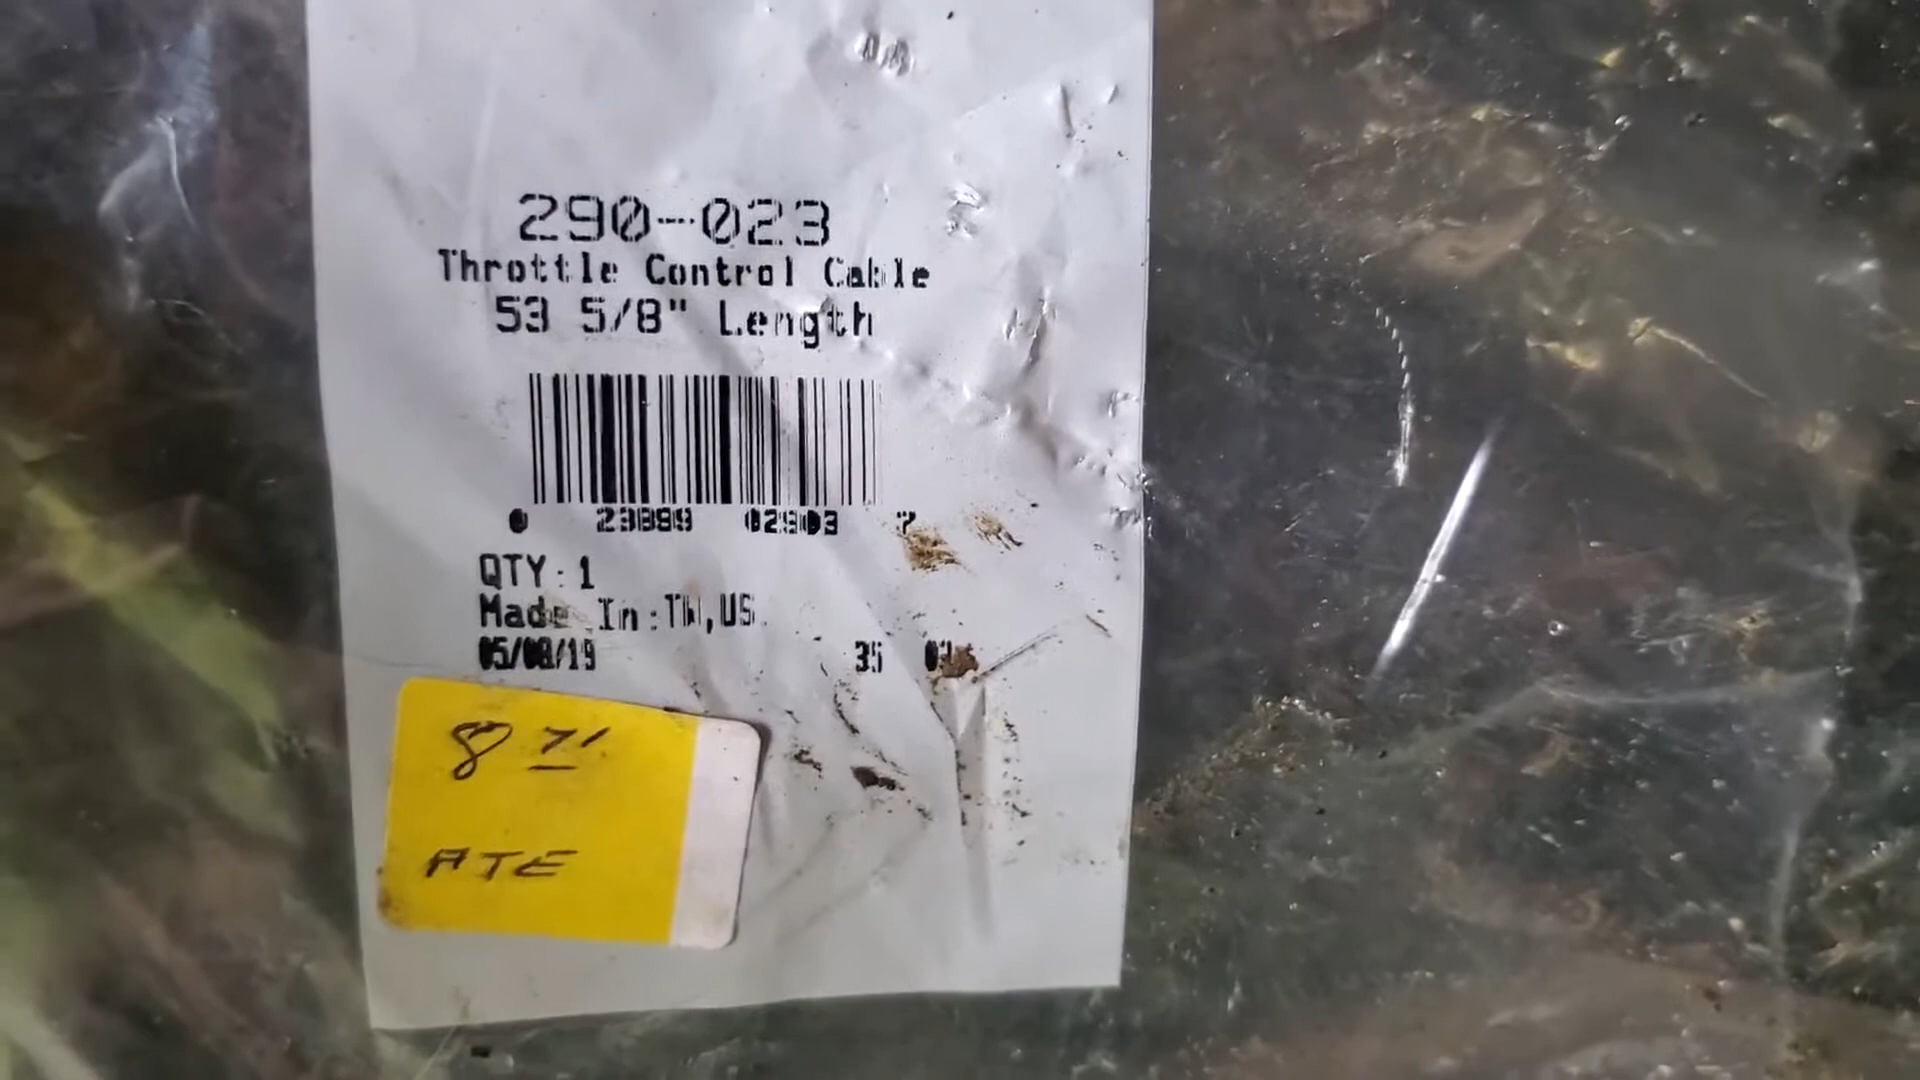 290-023
Throttle Control Cable
53 5/8" Length
0 23899 02903 7
QTY: 1
Made In:TW,US
05/08/19 35
8 71
ATE